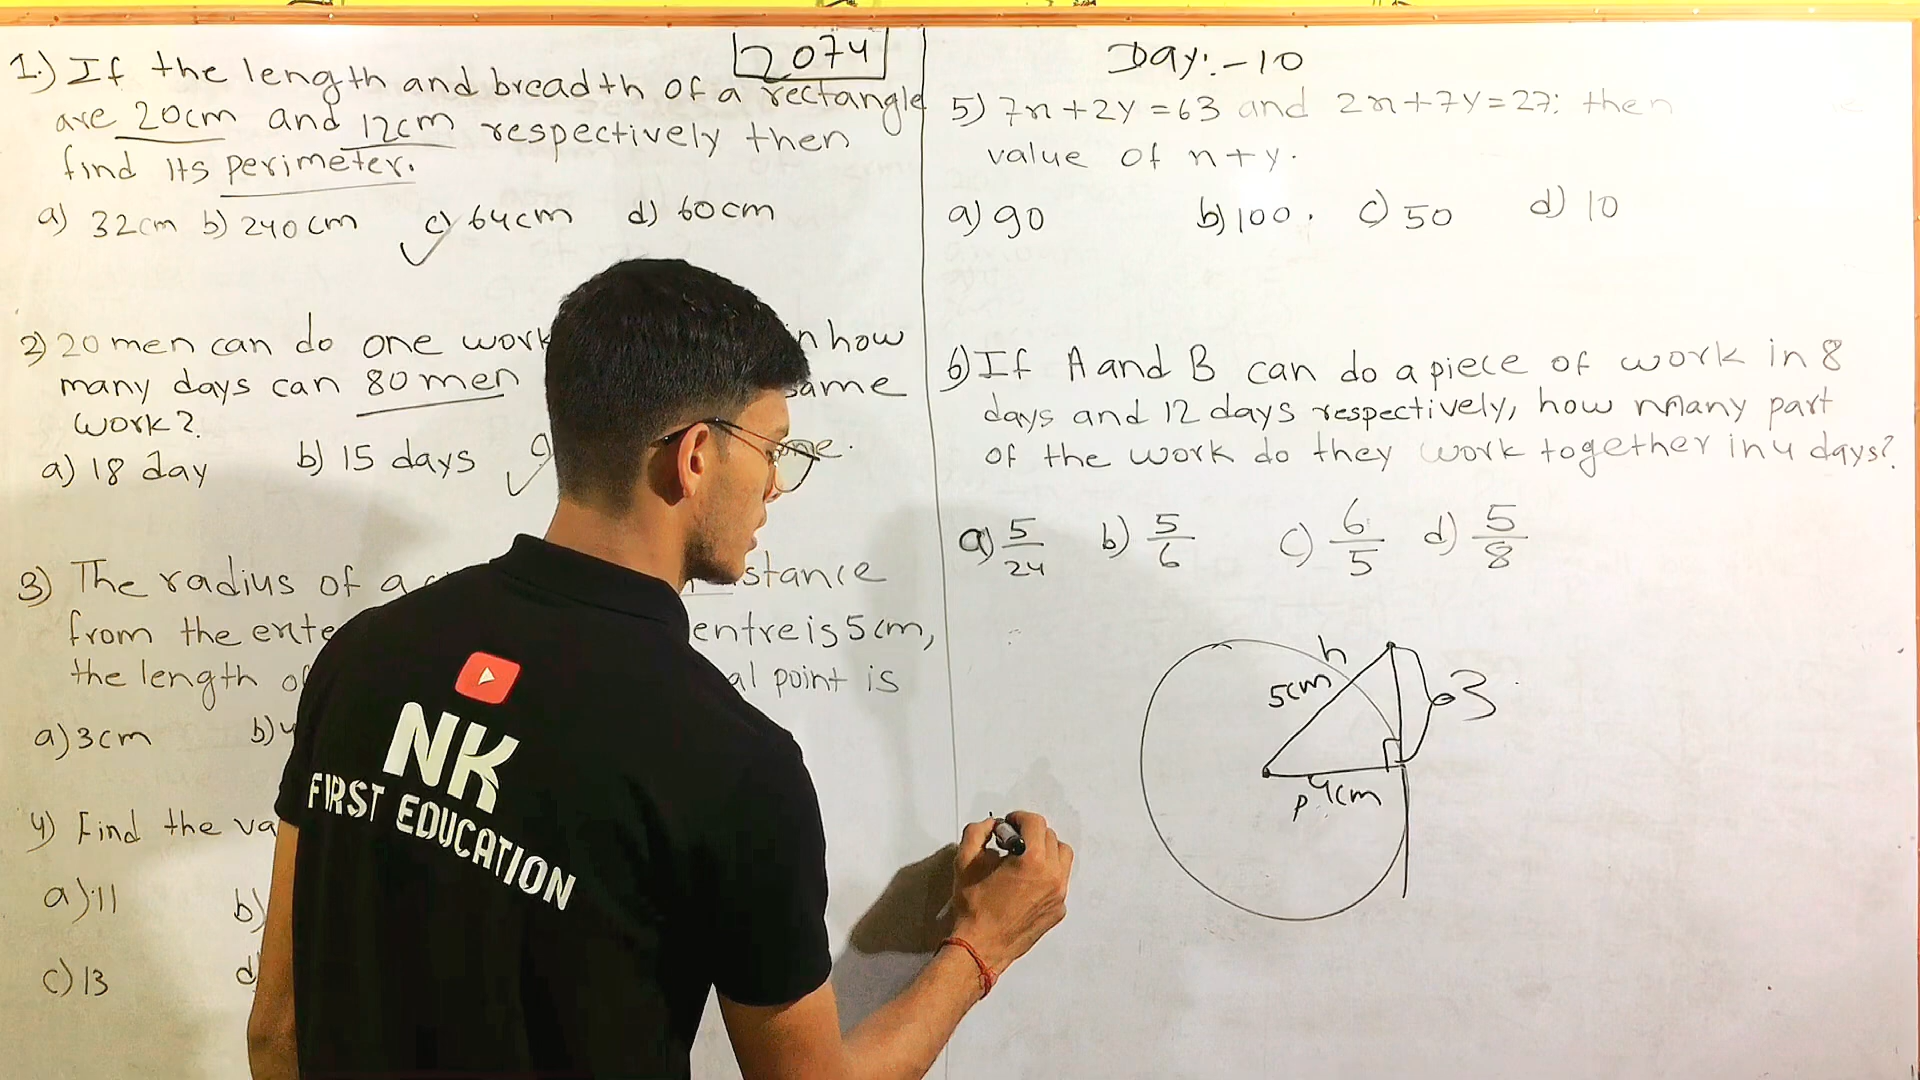 2074
1.) If the length and breadth of a rectangle
are 20cm and 12cm respectively then
find its perimeter.
a) 32cm b) 240cm c) 64cm d) 60cm
2) 20 men can do one work in how
many days can 80 men same
work?.
a) 18 day b) 15 days
3) The radius of a stance
from the exte entre is 5cm,
the length of al point is
a) 3cm b) 4
4) Find the va
a) 11 b)
c) 13 d)
Day:-10
5) 7x+2y=63 and 2x+7y=27: then
value of x+y.
a) 90 b) 100. c) 50 d) 10
6) If A and B can do a piece of work in 8
days and 12 days respectively, how many part
of the work do they work together in 4 days?
a) 5/24 b) 5/6 c) 6/5 d) 5/8
h
5cm
3
P 4cm
NK
FIRST EDUCATION